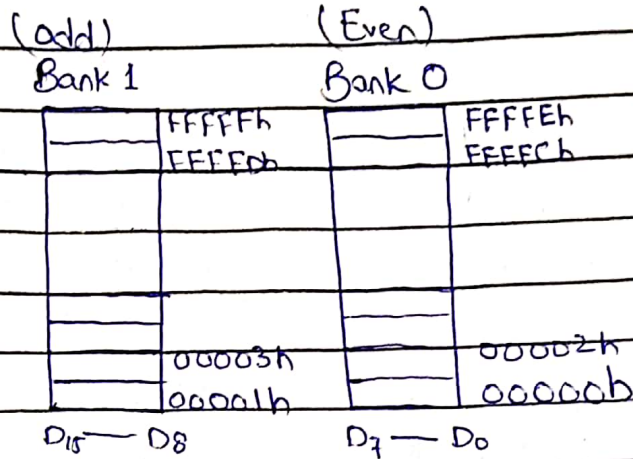 (odd) (Even)
Bank 1 Bank 0
FFFFFh FFFFEh
FFFFDh FFFFCh
00003h 00002h
00001h 00000h
D15 — D8 D7 — D0